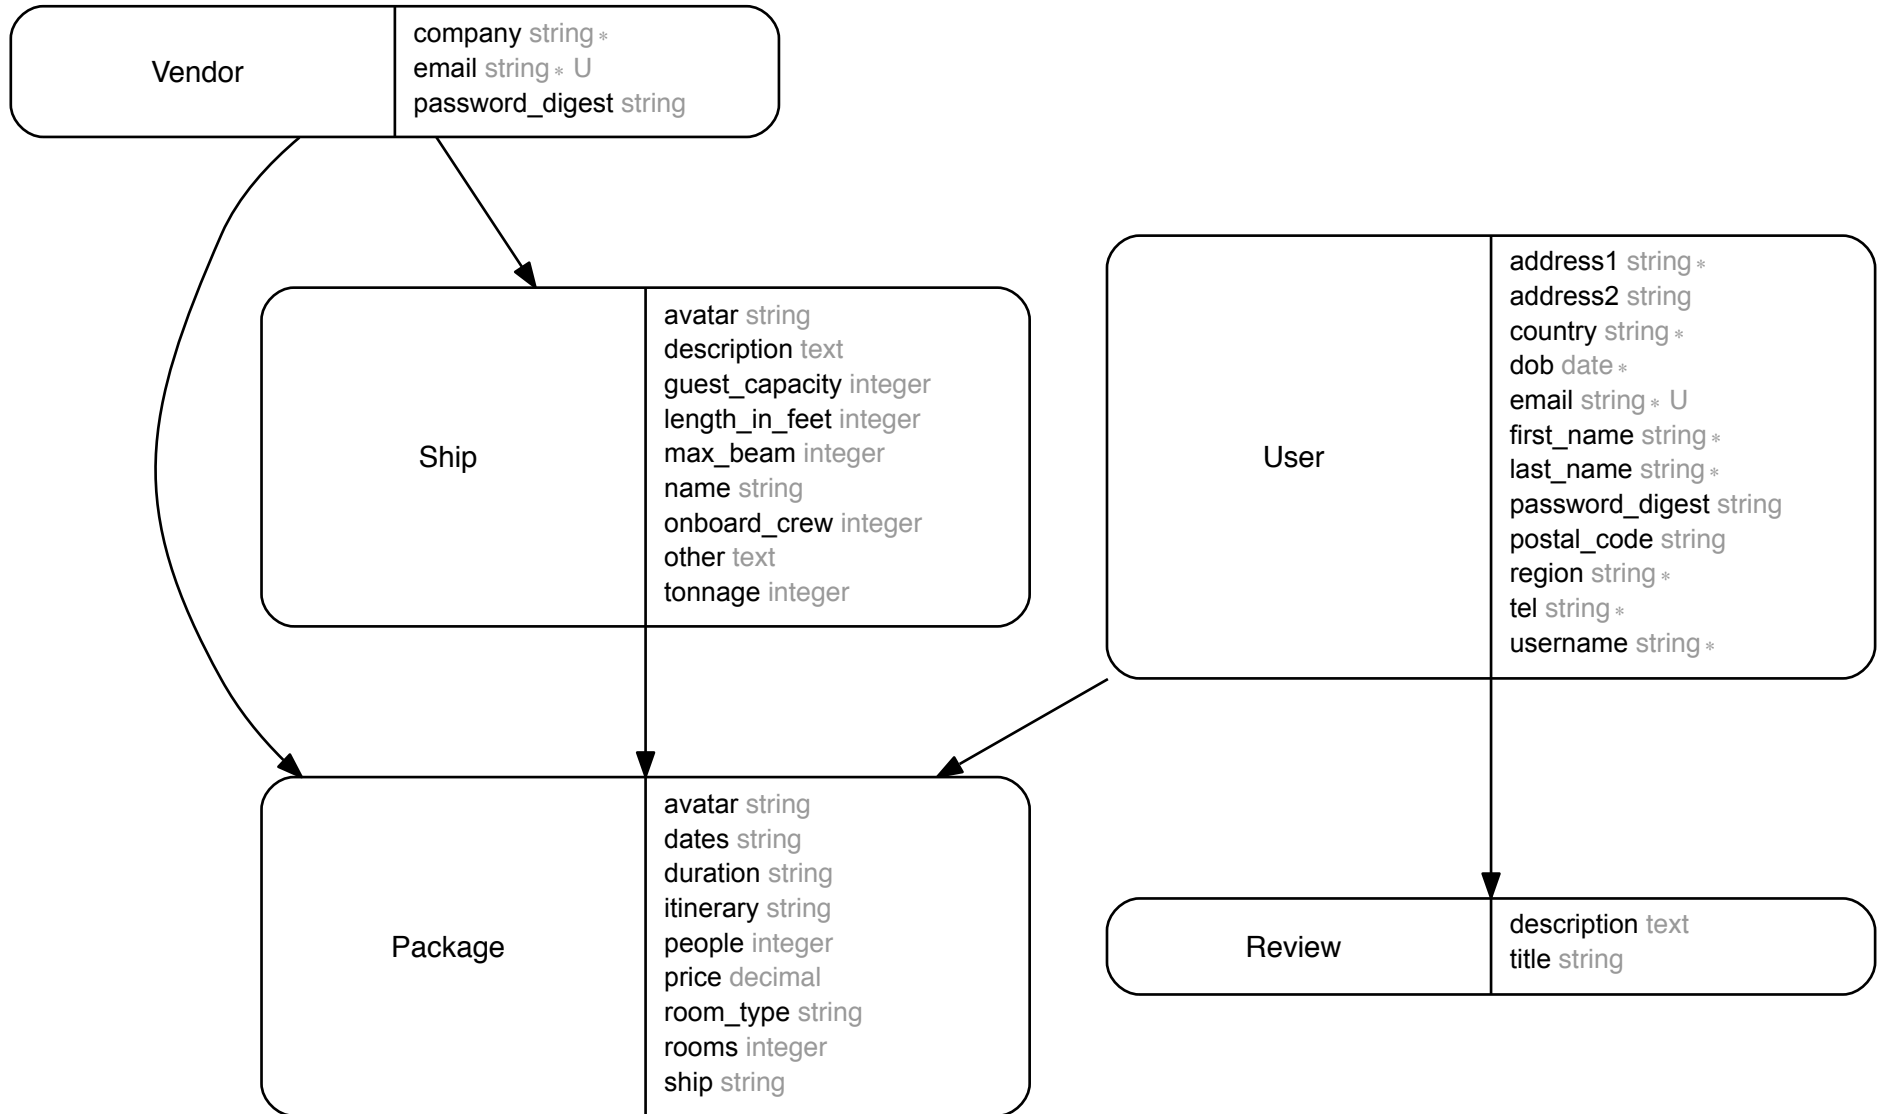 Vendor
company string *
email string * U
password_digest string
Ship
avatar string
description text
guest_capacity integer
length_in_feet integer
max_beam integer
name string
onboard_crew integer
other text
tonnage integer
User
address1 string *
address2 string
country string *
dob date *
email string * U
first_name string *
last_name string *
password_digest string
postal_code string
region string *
tel string *
username string *
Package
avatar string
dates string
duration string
itinerary string
people integer
price decimal
room_type string
rooms integer
ship string
Review
description text
title string